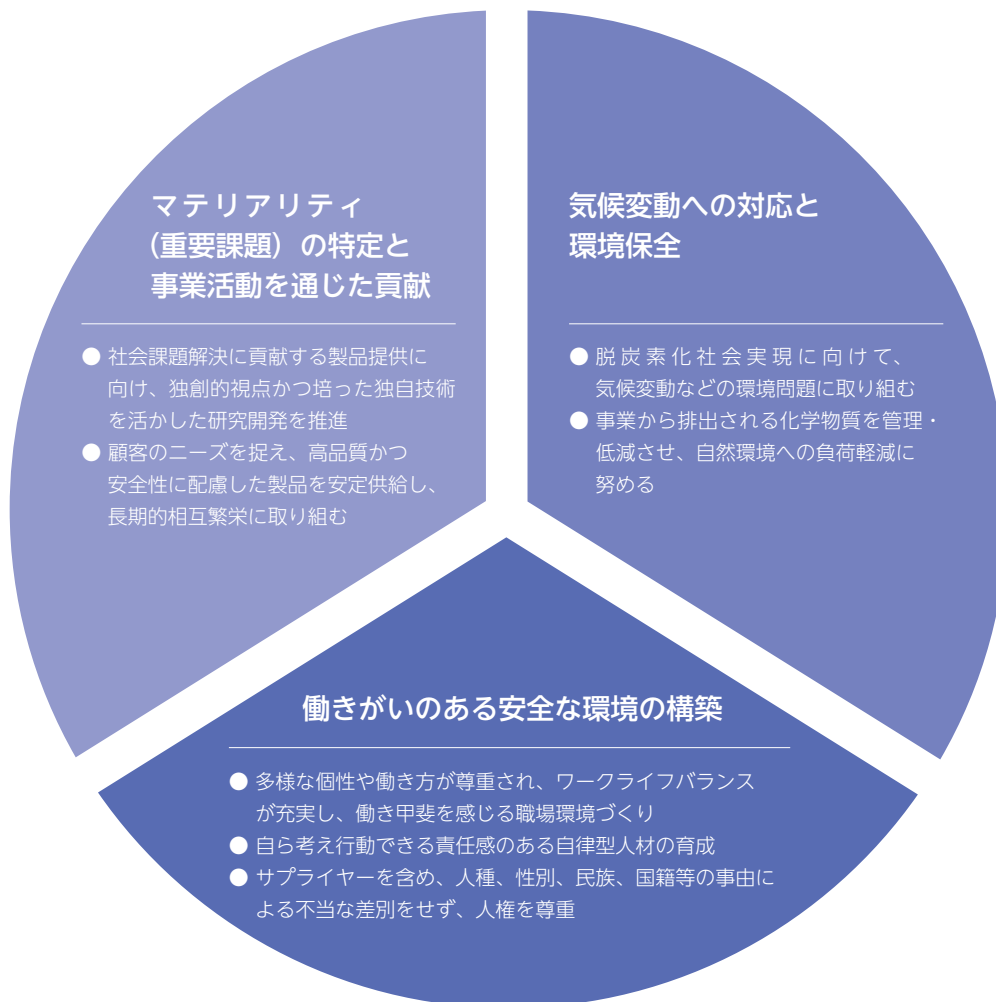 マテリアリティ
(重要課題)の特定と
事業活動を通じた貢献
● 社会課題解決に貢献する製品提供に
向け、独創的視点かつ培った独自技術
を活かした研究開発を推進
● 顧客のニーズを捉え、高品質かつ
安全性に配慮した製品を安定供給し、
長期的相互繁栄に取り組む
気候変動への対応と
環境保全
● 脱炭素化社会実現に向けて、
気候変動などの環境問題に取り組む
● 事業から排出される化学物質を管理・
低減させ、自然環境への負荷軽減に
努める
働きがいのある安全な環境の構築
● 多様な個性や働き方が尊重され、ワークライフバランス
が充実し、働き甲斐を感じる職場環境づくり
● 自ら考え行動できる責任感のある自律型人材の育成
● サプライヤーを含め、人種、性別、民族、国籍等の事由に
よる不当な差別をせず、人権を尊重